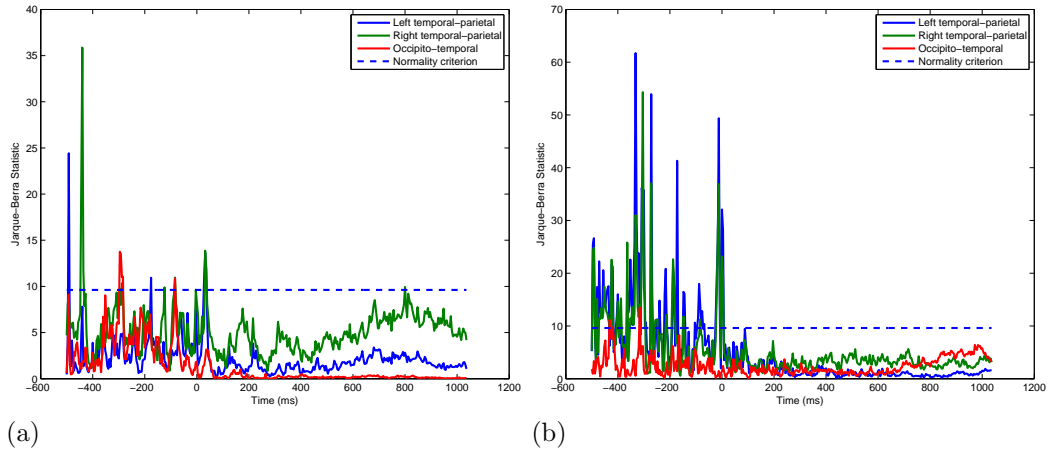 40
35
30
25
20
15
10
5
0
Jarque−Berra Statistic
−600 −400 −200 0 200 400 600 800 1000 1200
Time (ms)
Left temporal−parietal
Right temporal−parietal
Occipito−temporal
Normality criterion
(a)
70
60
50
40
30
20
10
0
Jarque−Berra Statistic
−600 −400 −200 0 200 400 600 800 1000 1200
Time (ms)
Left temporal−parietal
Right temporal−parietal
Occipito−temporal
Normality criterion
(b)